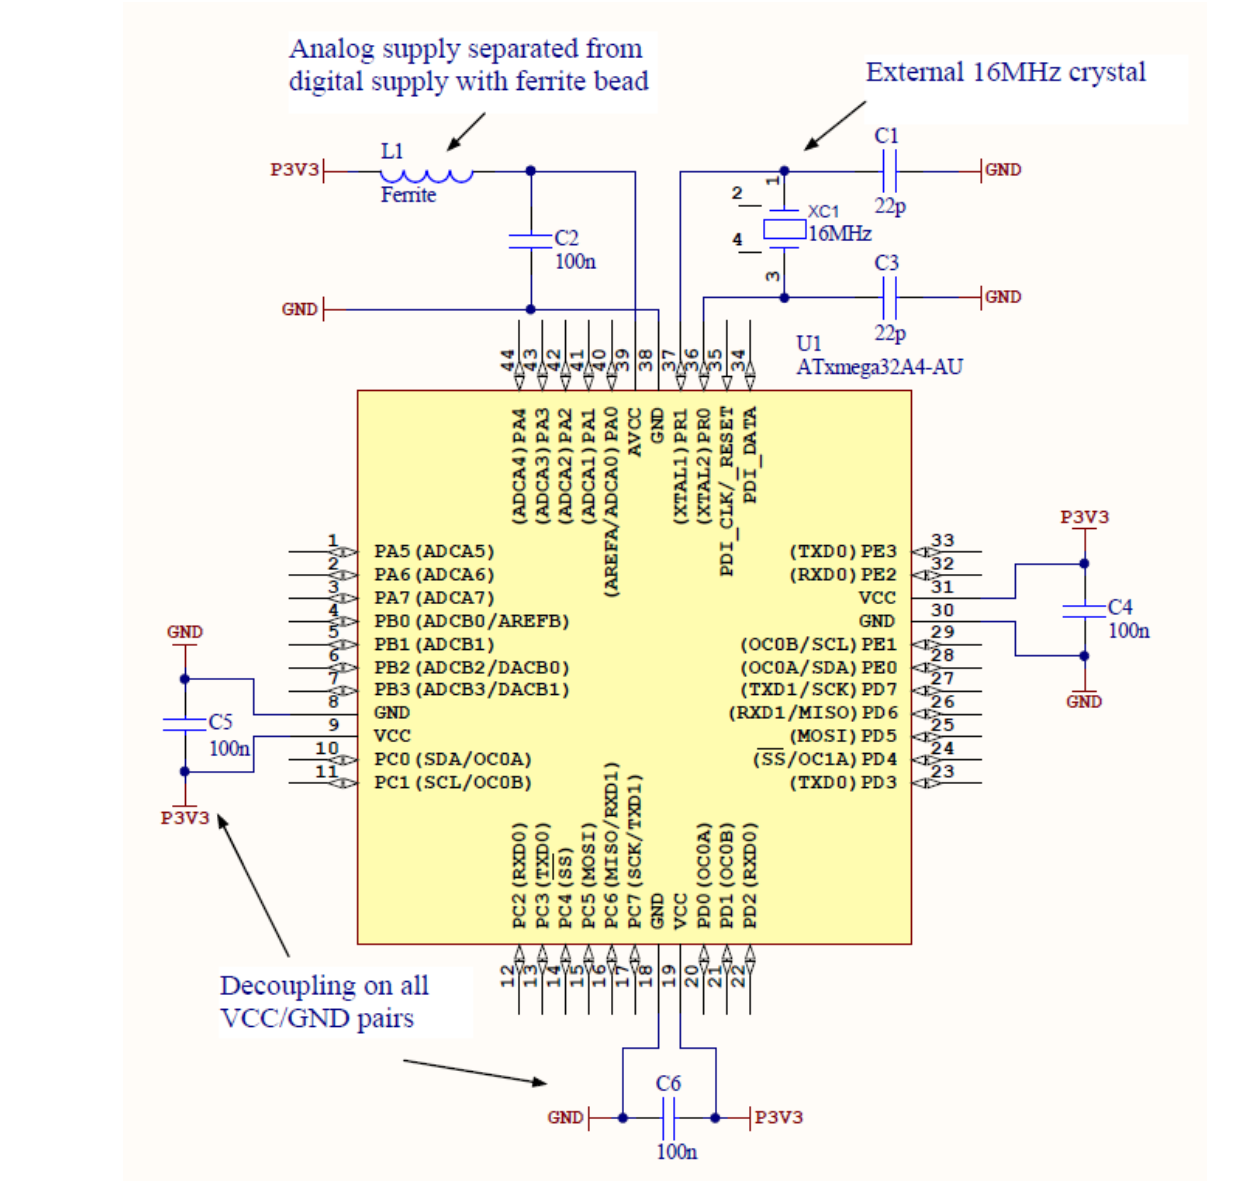 Analog supply separated from
digital supply with ferrite bead
External 16MHz crystal
P3V3
L1
Ferrite
C2
100n
GND
1
2
XC1
16MHz
4
3
C1
22p
GND
C3
22p
GND
U1
ATxmega32A4-AU
44
43
42
41
40
39
38
37
36
35
34
(ADCA4)PA4
(ADCA3)PA3
(ADCA2)PA2
(ADCA1)PA1
(AREFA/ADCA0)PA0
AVCC
GND
(XTAL1)PR1
(XTAL2)PR0
PDI_CLK/_RESET
PDI_DATA
1 PA5(ADCA5)
2 PA6(ADCA6)
3 PA7(ADCA7)
4 PB0(ADCB0/AREFB)
5 PB1(ADCB1)
6 PB2(ADCB2/DACB0)
7 PB3(ADCB3/DACB1)
8 GND
9 VCC
10 PC0(SDA/OC0A)
11 PC1(SCL/OC0B)
GND
C5
100n
P3V3
(TXD0)PE3 33
(RXD0)PE2 32
VCC 31
GND 30
(OC0B/SCL)PE1 29
(OC0A/SDA)PE0 28
(TXD1/SCK)PD7 27
(RXD1/MISO)PD6 26
(MOSI)PD5 25
(SS/OC1A)PD4 24
(TXD0)PD3 23
P3V3
C4
100n
GND
PC2(RXD0)
PC3(TXD0)
PC4(SS)
PC5(MOSI)
PC6(MISO/RXD1)
PC7(SCK/TXD1)
GND
VCC
PD0(OC0A)
PD1(OC0B)
PD2(RXD0)
12
13
14
15
16
17
18
19
20
21
22
Decoupling on all
VCC/GND pairs
C6
GND
P3V3
100n